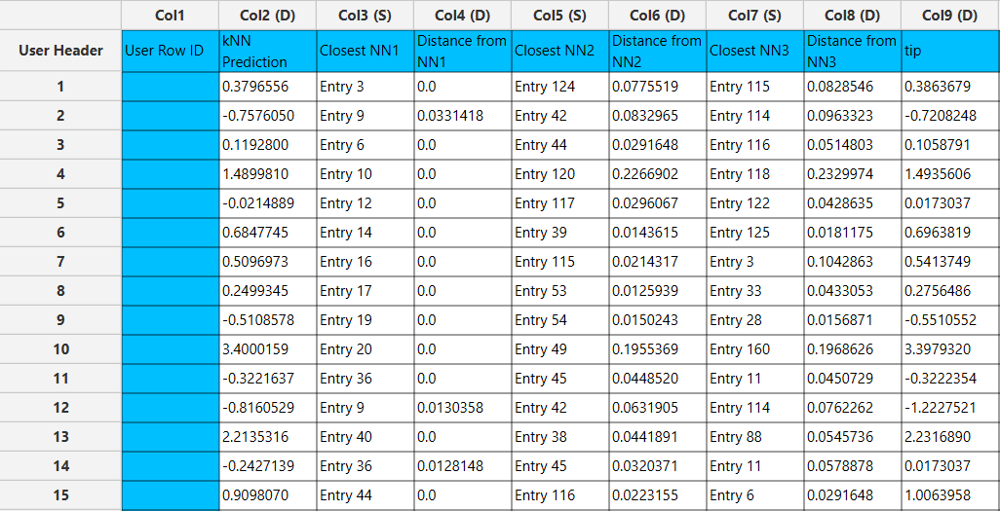 Col1 Col2 (D) Col3 (S) Col4 (D) Col5 (S) Col6 (D) Col7 (S) Col8 (D) Col9 (D)
User Header User Row ID kNN Prediction Closest NN1 Distance from NN1 Closest NN2 Distance from NN2 Closest NN3 Distance from NN3 tip
1 0.3796556 Entry 3 0.0 Entry 124 0.0775519 Entry 115 0.0828546 0.3863679
2 -0.7576050 Entry 9 0.0331418 Entry 42 0.0832965 Entry 114 0.0963323 -0.7208248
3 0.1192800 Entry 6 0.0 Entry 44 0.0291648 Entry 116 0.0514803 0.1058791
4 1.4899810 Entry 10 0.0 Entry 120 0.2266902 Entry 118 0.2329974 1.4935606
5 -0.0214889 Entry 12 0.0 Entry 117 0.0296067 Entry 122 0.0428635 0.0173037
6 0.6847745 Entry 14 0.0 Entry 39 0.0143615 Entry 125 0.0181175 0.6963819
7 0.5096973 Entry 16 0.0 Entry 115 0.0214317 Entry 3 0.1042863 0.5413749
8 0.2499345 Entry 17 0.0 Entry 53 0.0125939 Entry 33 0.0433053 0.2756486
9 -0.5108578 Entry 19 0.0 Entry 54 0.0150243 Entry 28 0.0156871 -0.5510552
10 3.4000159 Entry 20 0.0 Entry 49 0.1955369 Entry 160 0.1968626 3.3979320
11 -0.3221637 Entry 36 0.0 Entry 45 0.0448520 Entry 11 0.0450729 -0.3222354
12 -0.8160529 Entry 9 0.0130358 Entry 42 0.0631905 Entry 114 0.0762262 -1.2227521
13 2.2135316 Entry 40 0.0 Entry 38 0.0441891 Entry 88 0.0545736 2.2316890
14 -0.2427139 Entry 36 0.0128148 Entry 45 0.0320371 Entry 11 0.0578878 0.0173037
15 0.9098070 Entry 44 0.0 Entry 116 0.0223155 Entry 6 0.0291648 1.0063958